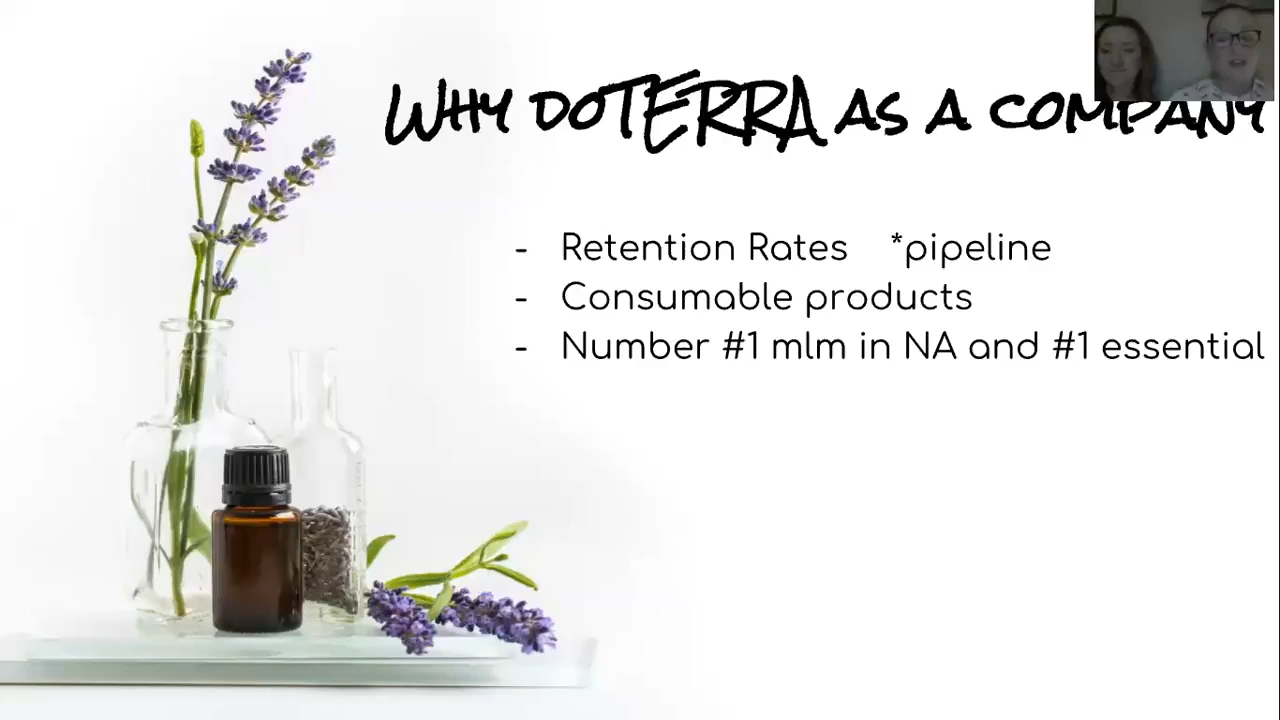 WHY doTERRA AS A COMPANY
- Retention Rates *pipeline
- Consumable products
- Number #1 mlm in NA and #1 essential